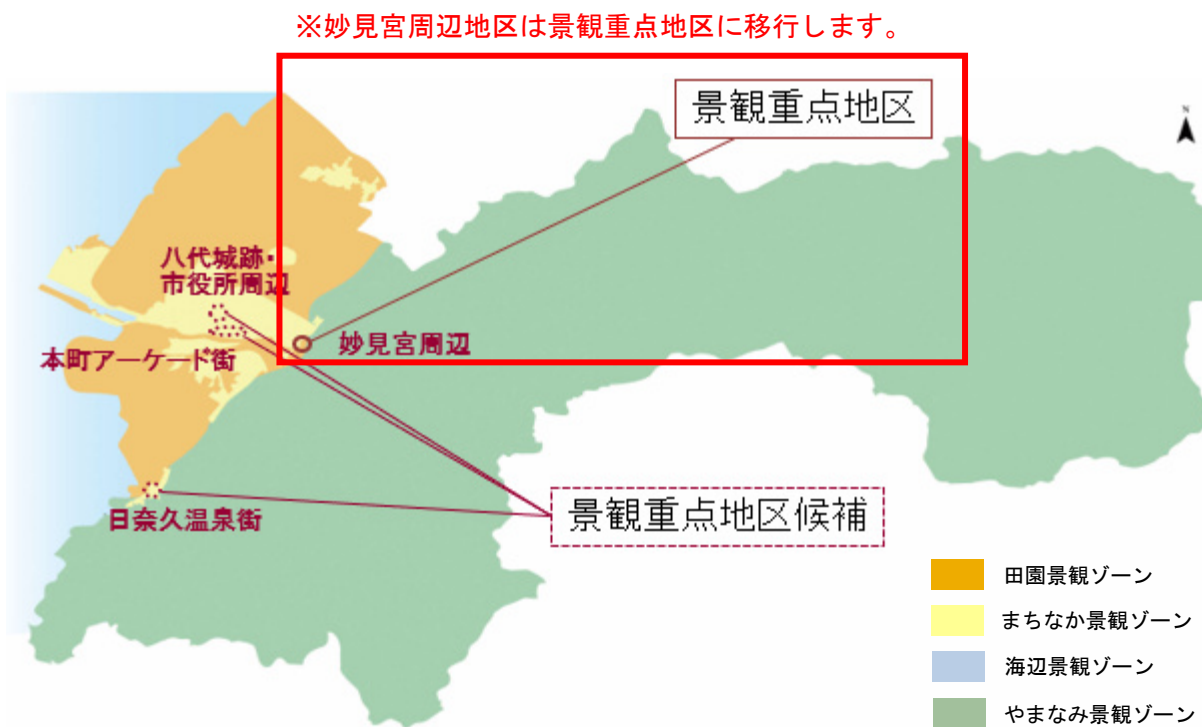 ※妙見宮周辺地区は景観重点地区に移行します。
景観重点地区
N
八代城跡・
市役所周辺
妙見宮周辺
本町アーケード街
景観重点地区候補
日奈久温泉街
田園景観ゾーン
まちなか景観ゾーン
海辺景観ゾーン
やまなみ景観ゾーン